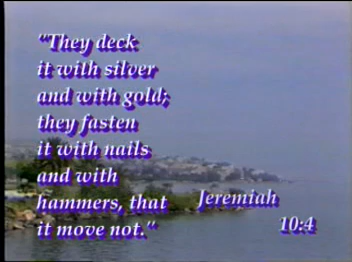 "They deck
it with silver
and with gold;
they fasten
it with nails
and with
hammers, that
it move not."
Jeremiah
10:4